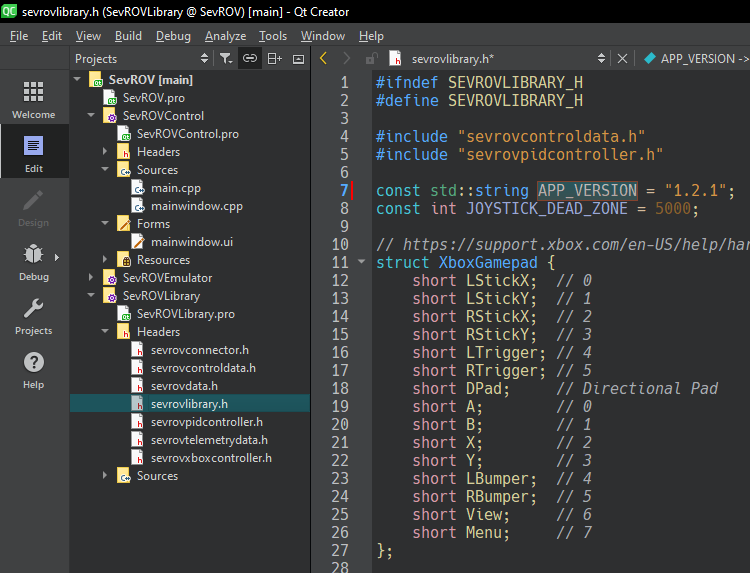 QC sevrovlibrary.h (SevROVLibrary @ SevROV) [main] - Qt Creator
File Edit View Build Debug Analyze Tools Window Help
Projects
sevrovlibrary.h*
APP_VERSION ->
Welcome
Edit
Design
Debug
Projects
Help
SevROV [main]
SevROV.pro
SevROVControl
SevROVControl.pro
Headers
Sources
main.cpp
mainwindow.cpp
Forms
mainwindow.ui
Resources
SevROVEmulator
SevROVLibrary
SevROVLibrary.pro
Headers
sevrovconnector.h
sevrovcontroldata.h
sevrovdata.h
sevrovlibrary.h
sevrovpidcontroller.h
sevrovtelemetrydata.h
sevrovxboxcontroller.h
Sources
1 #ifndef SEVROVLIBRARY_H
2 #define SEVROVLIBRARY_H
3
4 #include "sevrovcontroldata.h"
5 #include "sevrovpidcontroller.h"
6
7 const std::string APP_VERSION = "1.2.1";
8 const int JOYSTICK_DEAD_ZONE = 5000;
9
10 // https://support.xbox.com/en-US/help/har
11 struct XboxGamepad {
12 short LStickX; // 0
13 short LStickY; // 1
14 short RStickX; // 2
15 short RStickY; // 3
16 short LTrigger; // 4
17 short RTrigger; // 5
18 short DPad; // Directional Pad
19 short A; // 0
20 short B; // 1
21 short X; // 2
22 short Y; // 3
23 short LBumper; // 4
24 short RBumper; // 5
25 short View; // 6
26 short Menu; // 7
27 };
28